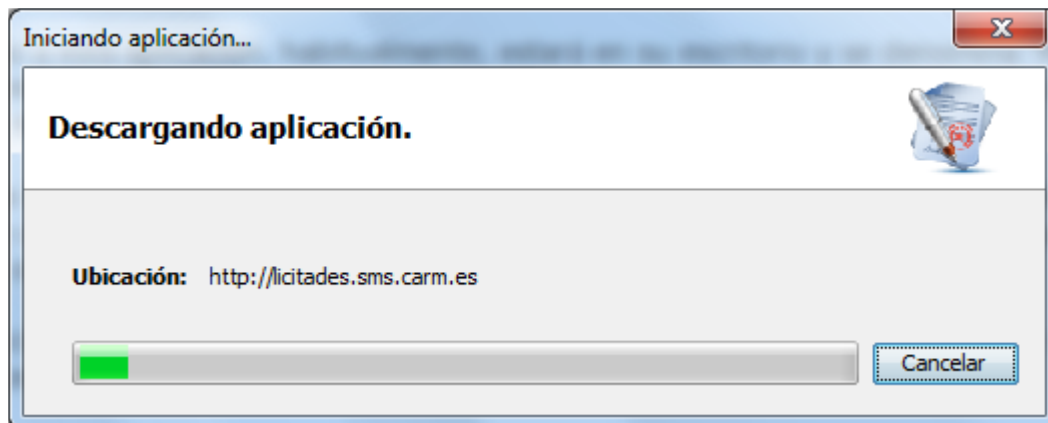 Iniciando aplicación...
Descargando aplicación.
Ubicación: http://licitades.sms.carm.es
Cancelar